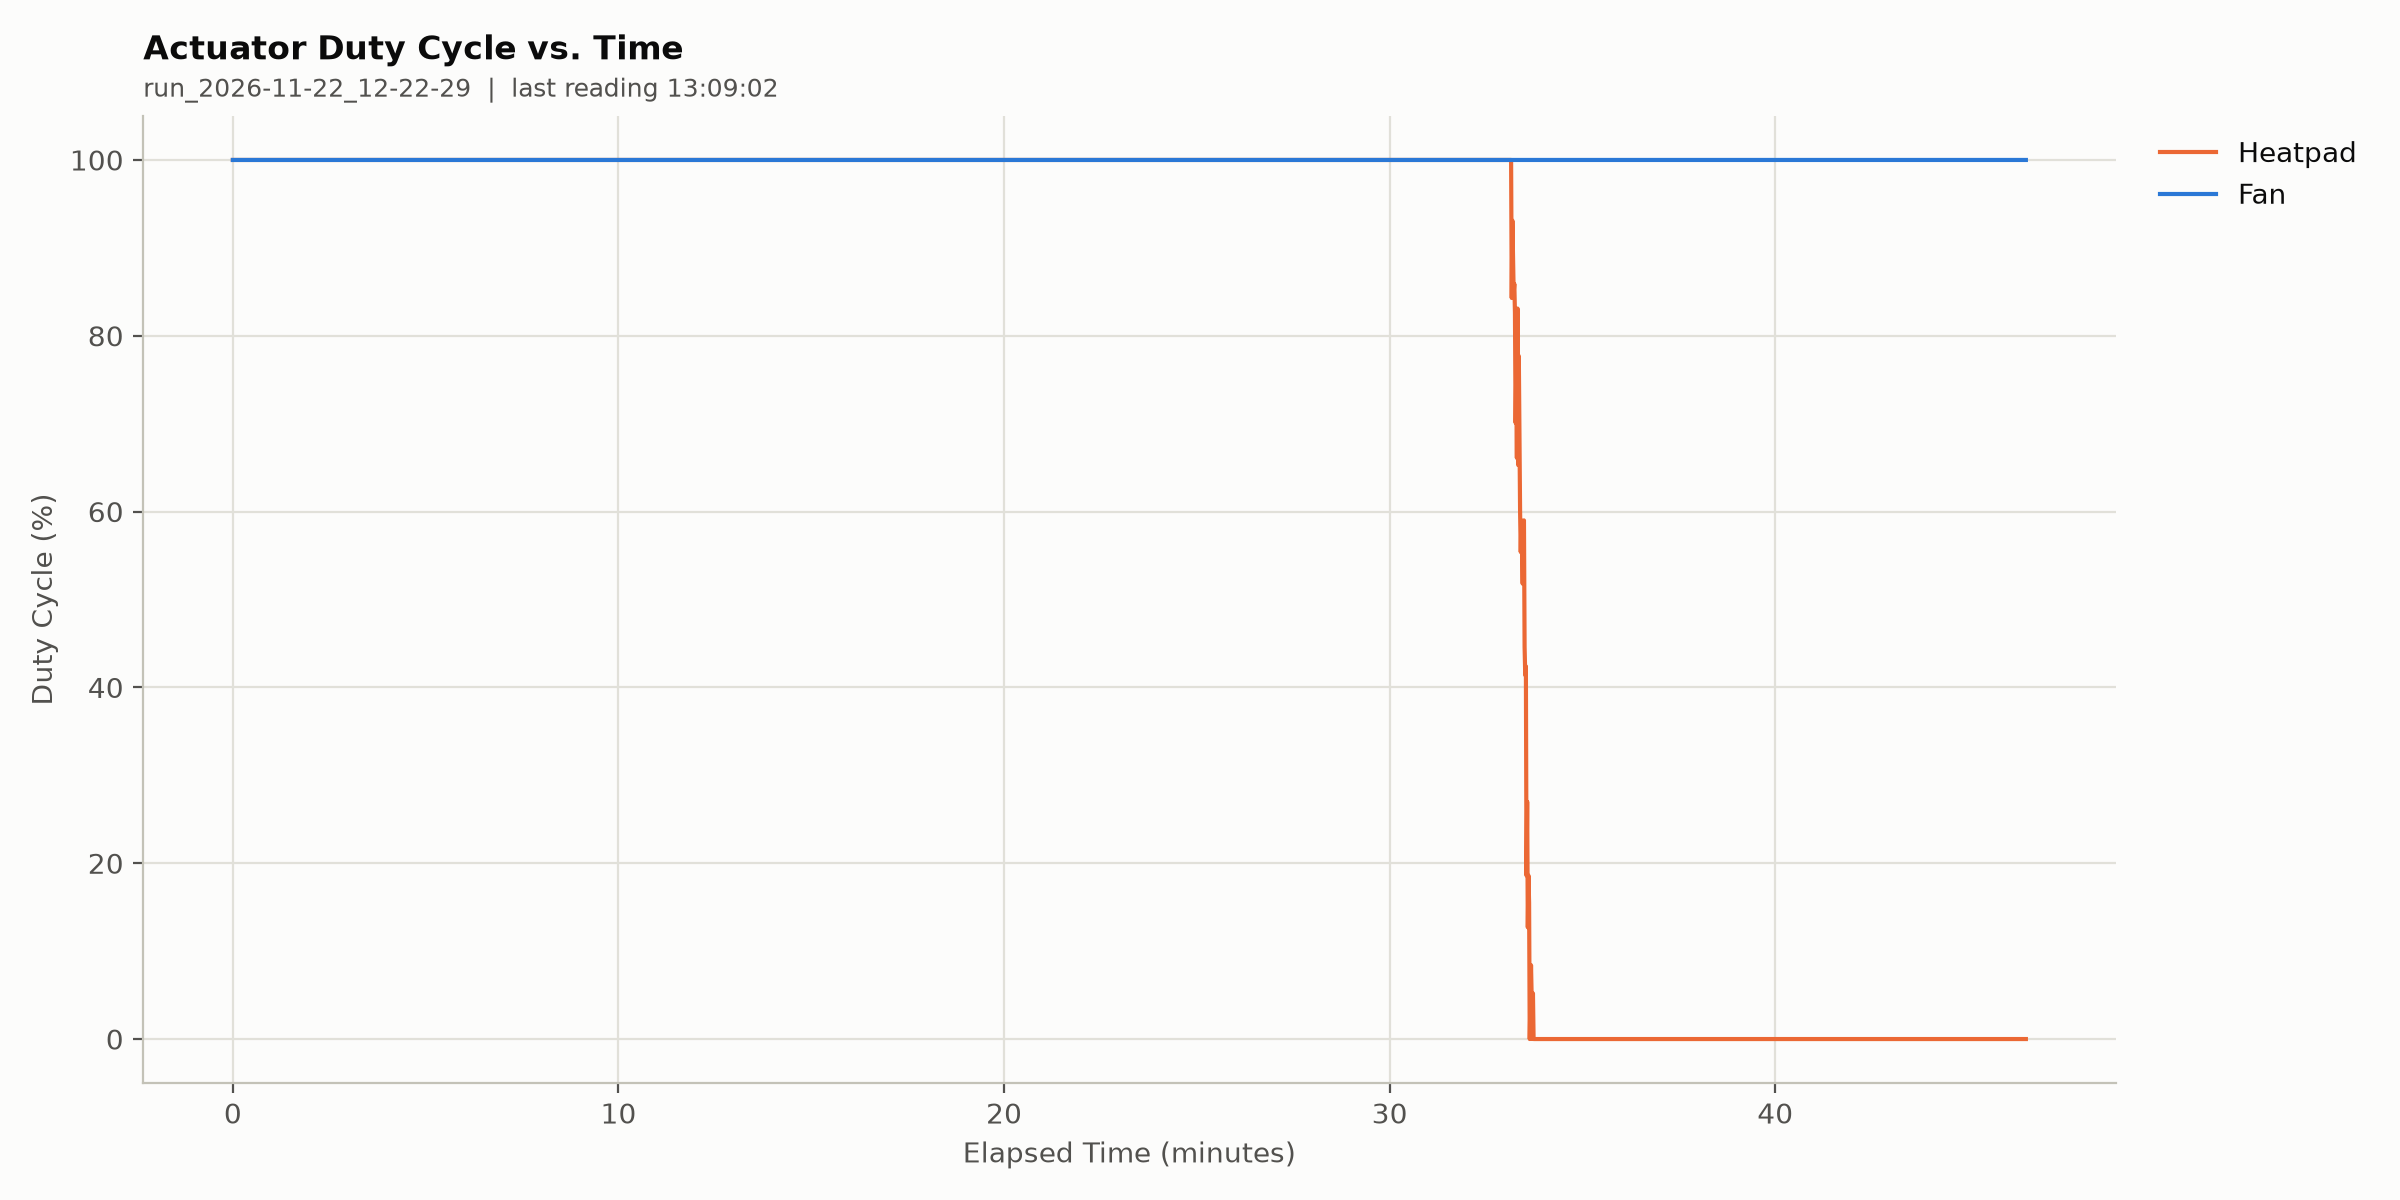 Actuator Duty Cycle vs. Time
run_2026-11-22_12-22-29 | last reading 13:09:02
Heatpad
Fan
Duty Cycle (%)
100
80
60
40
20
0
0 10 20 30 40
Elapsed Time (minutes)